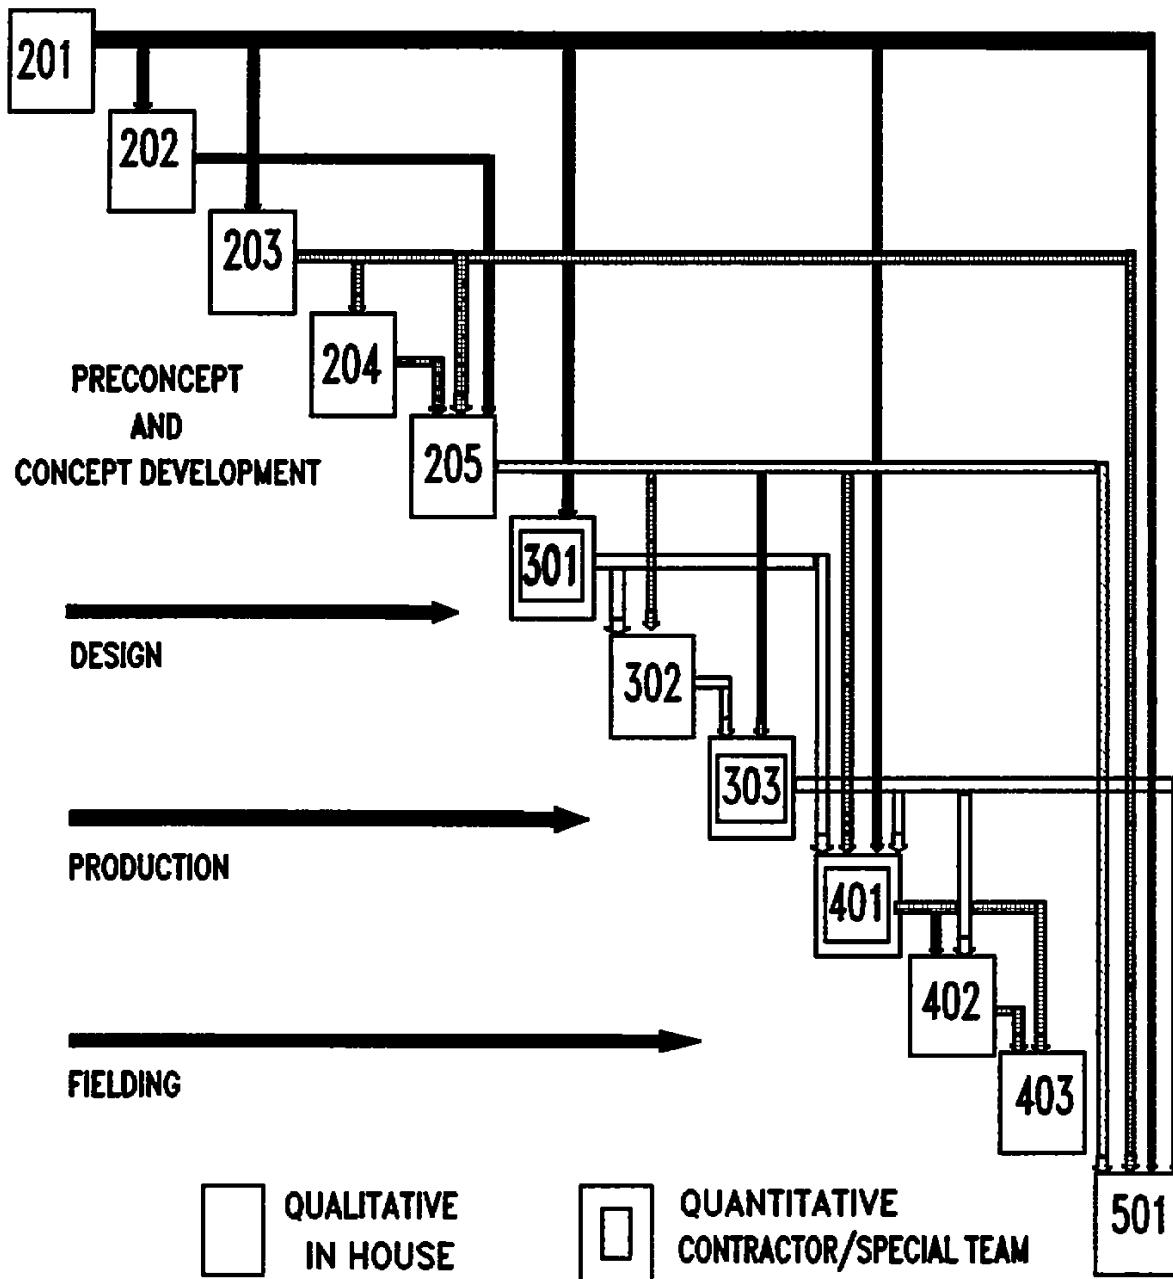 201
202
203
204
PRECONCEPT
AND
CONCEPT DEVELOPMENT
205
301
DESIGN
302
303
PRODUCTION
401
402
FIELDING
403
QUALITATIVE
IN HOUSE
QUANTITATIVE
CONTRACTOR/SPECIAL TEAM
501